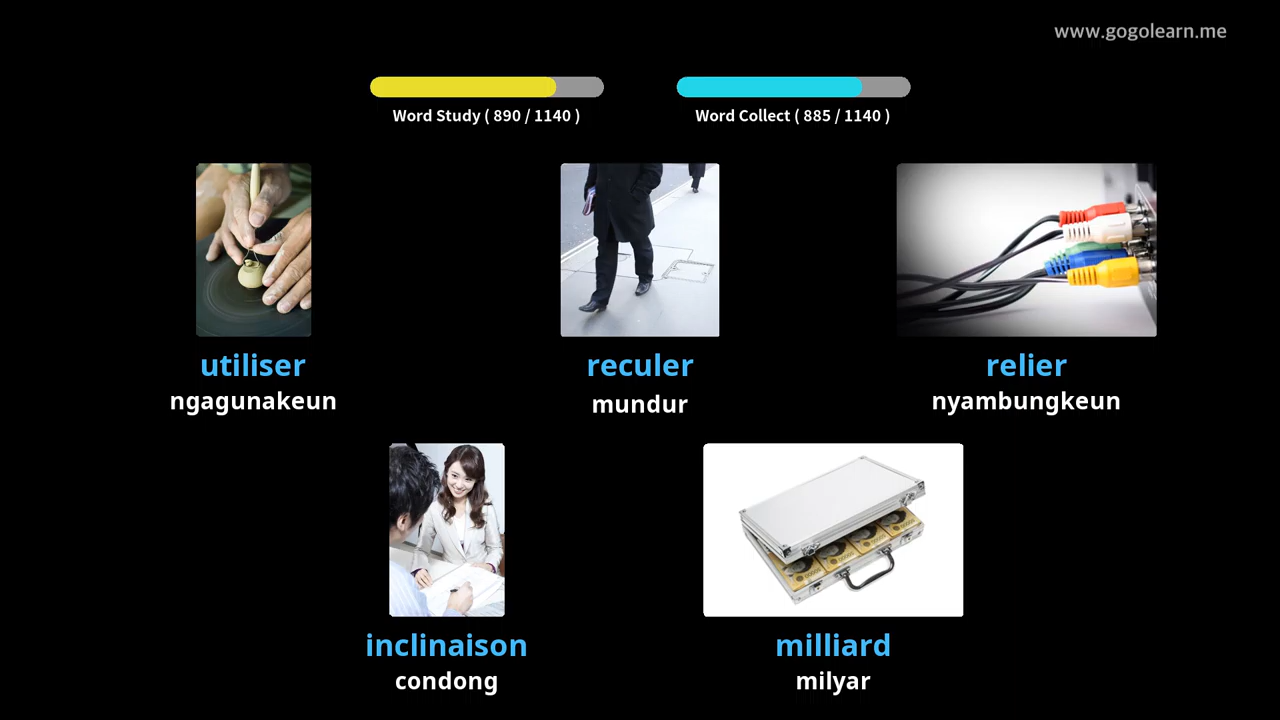 www.gogolearn.me
Word Study ( 890 / 1140 )
Word Collect ( 885 / 1140 )
utiliser
ngagunakeun
reculer
mundur
relier
nyambungkeun
inclinaison
condong
milliard
milyar